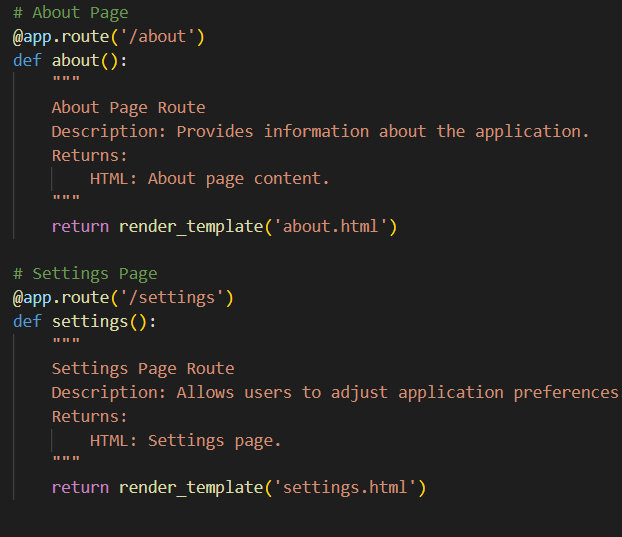 # About Page
@app.route('/about')
def about():
    """
    About Page Route
    Description: Provides information about the application.
    Returns:
        HTML: About page content.
    """
    return render_template('about.html')

# Settings Page
@app.route('/settings')
def settings():
    """
    Settings Page Route
    Description: Allows users to adjust application preferences
    Returns:
        HTML: Settings page.
    """
    return render_template('settings.html')